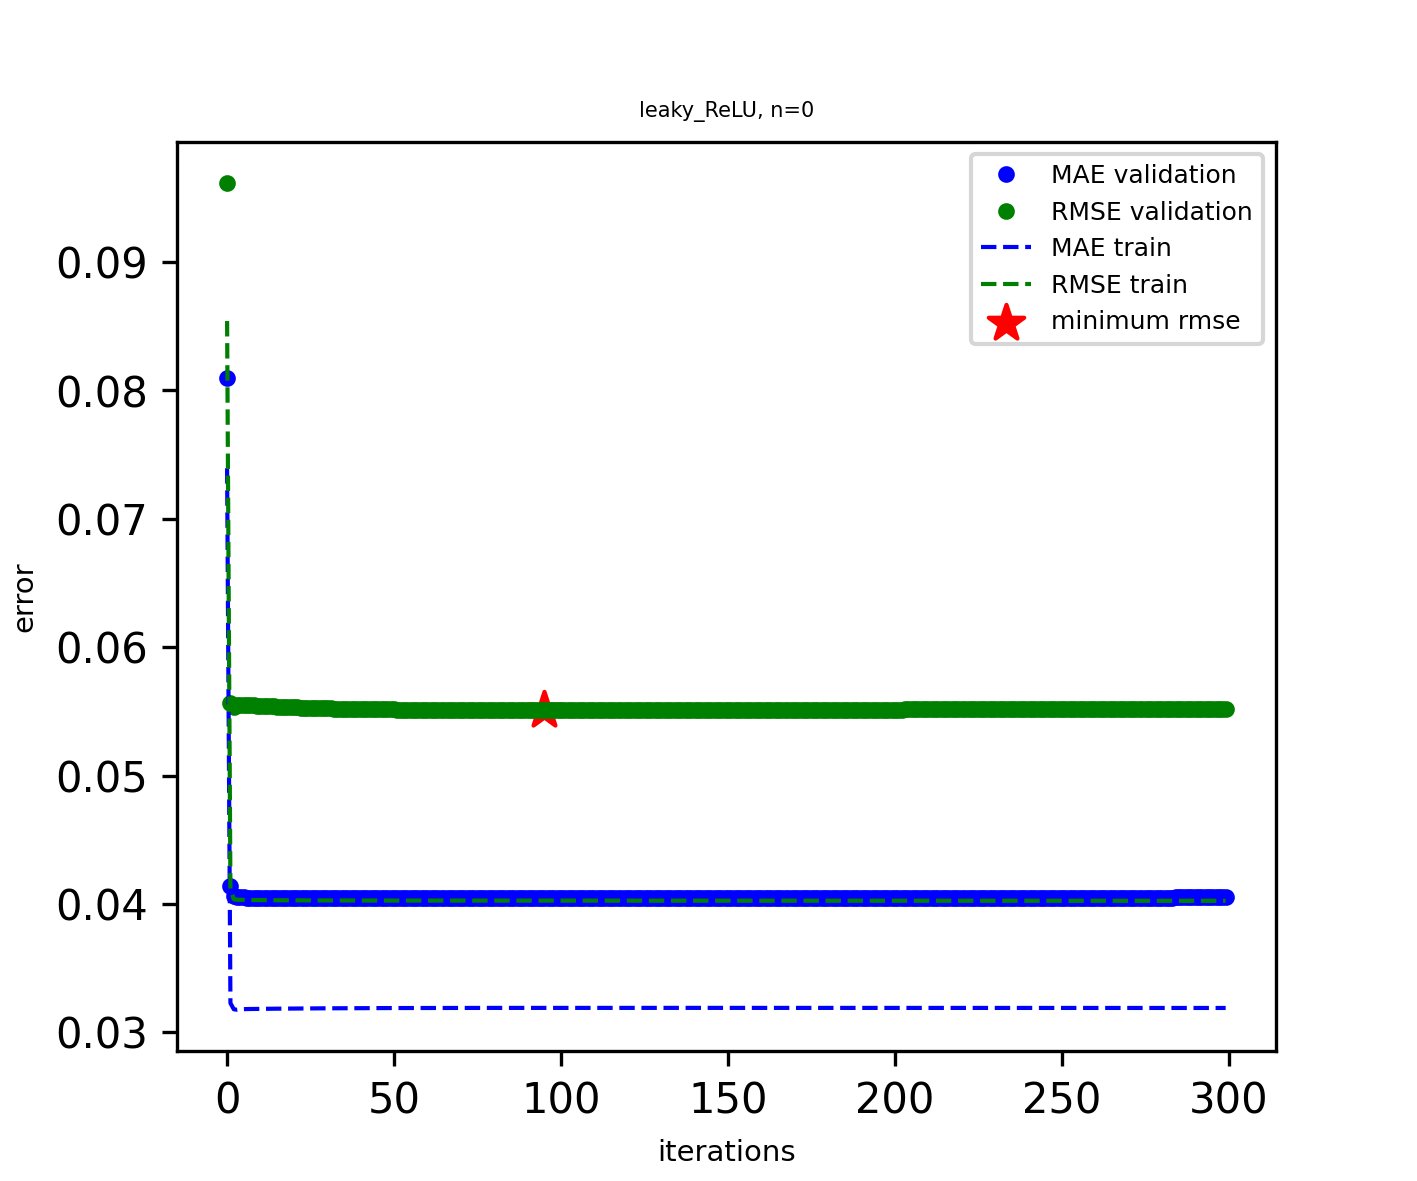 leaky_ReLU, n=0
MAE validation
RMSE validation
MAE train
RMSE train
minimum rmse
error
0.09
0.08
0.07
0.06
0.05
0.04
0.03
0 50 100 150 200 250 300
iterations